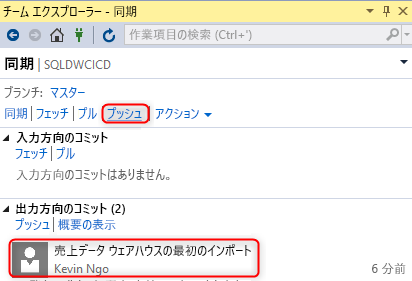 チーム エクスプローラー - 同期
作業項目の検索 (Ctrl+')
同期 | SQLDWCICD
ブランチ: マスター
同期 | フェッチ | プル | プッシュ | アクション
入力方向のコミット
フェッチ | プル
入力方向のコミットはありません。
出力方向のコミット (2)
プッシュ | 概要の表示
売上データ ウェアハウスの最初のインポート
Kevin Ngo 6 分前